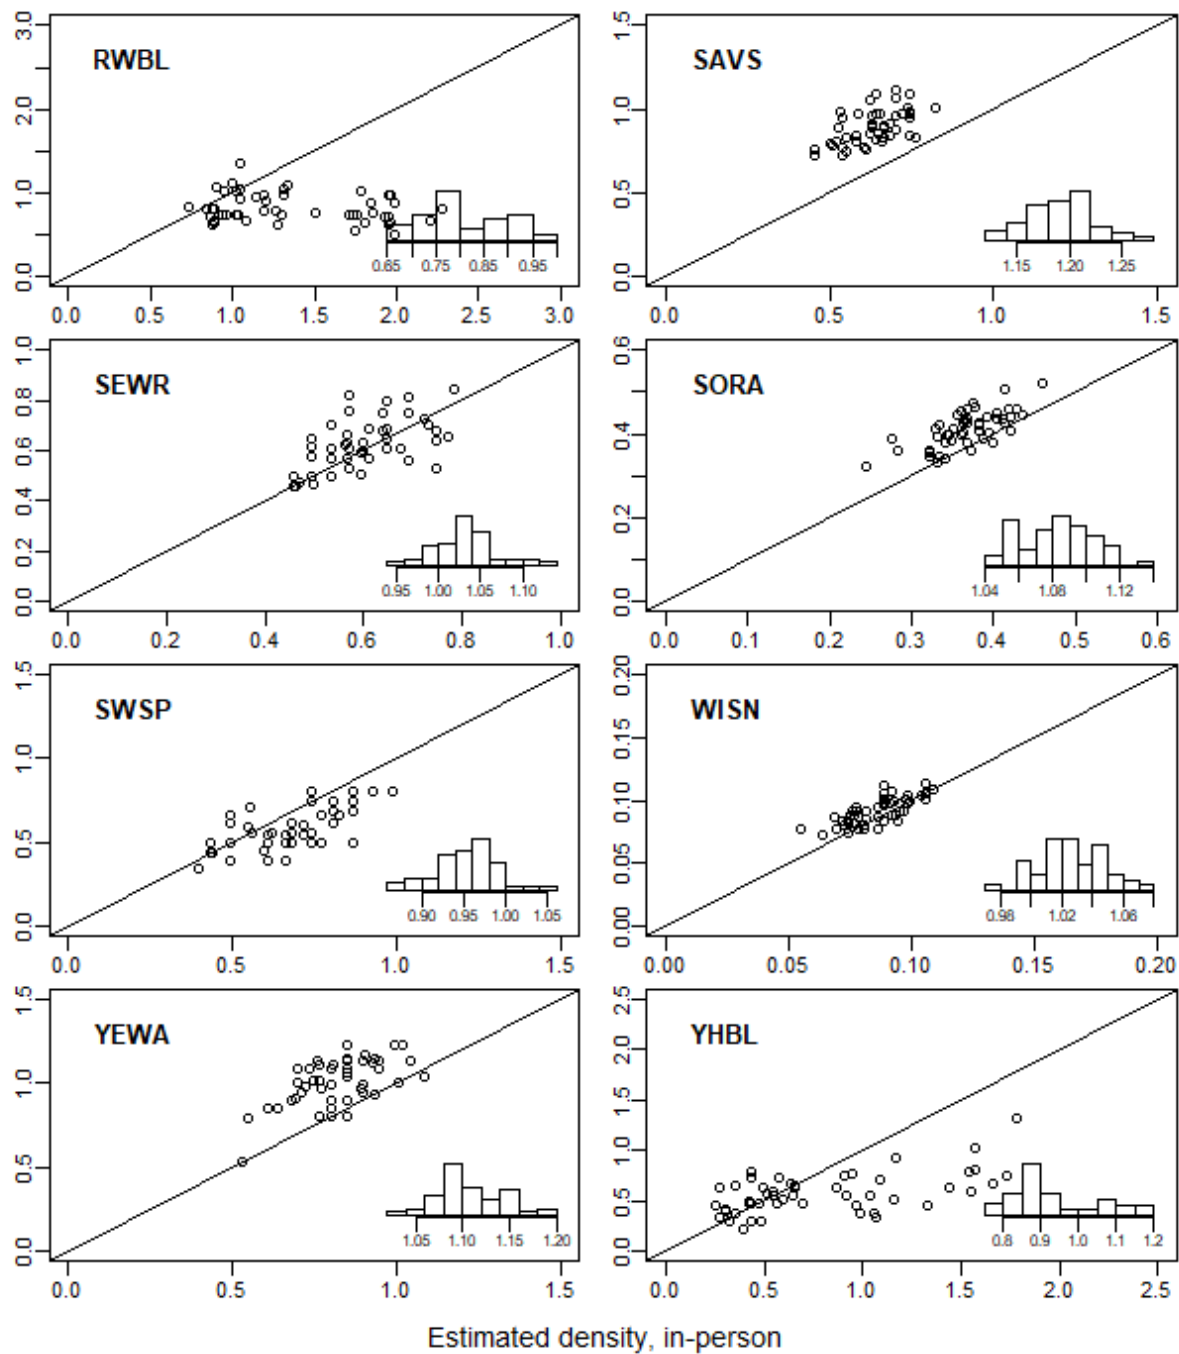 RWBL
3.0
2.0
1.0
0.0
0.65 0.75 0.85 0.95
0.0 0.5 1.0 1.5 2.0 2.5 3.0
SAVS
1.5
1.0
0.5
0.0
1.15 1.20 1.25
0.0 0.5 1.0 1.5
SEWR
1.0
0.8
0.6
0.4
0.2
0.0
0.95 1.00 1.05 1.10
0.0 0.2 0.4 0.6 0.8 1.0
SORA
0.6
0.4
0.2
0.0
1.04 1.08 1.12
0.0 0.1 0.2 0.3 0.4 0.5 0.6
SWSP
1.5
1.0
0.5
0.0
0.90 0.95 1.00 1.05
0.0 0.5 1.0 1.5
WISN
0.20
0.15
0.10
0.05
0.00
0.98 1.02 1.06
0.00 0.05 0.10 0.15 0.20
YEWA
1.5
1.0
0.5
0.0
1.05 1.10 1.15 1.20
0.0 0.5 1.0 1.5
YHBL
2.5
2.0
1.5
1.0
0.5
0.0
0.8 0.9 1.0 1.1 1.2
0.0 0.5 1.0 1.5 2.0 2.5
Estimated density, in-person